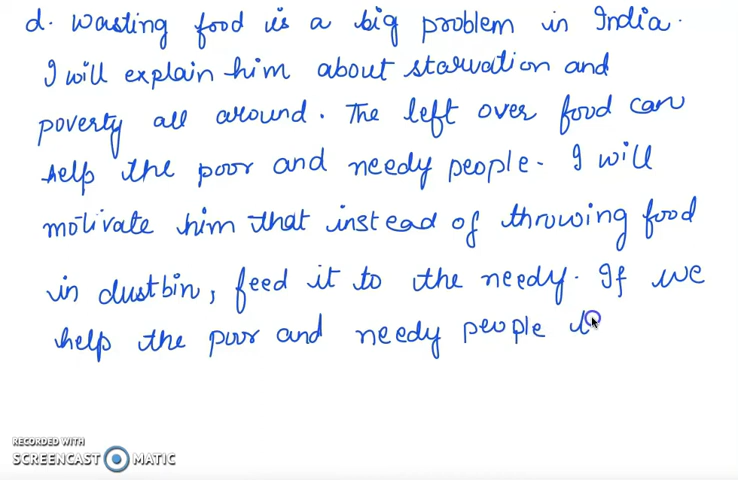 d. Wasting food is a big problem in India.
I will explain him about starvation and
poverty all around. The left over food can
help the poor and needy people. I will
motivate him that instead of throwing food
in dustbin, feed it to the needy. If we
help the poor and needy people
RECORDED WITH
SCREENCAST MATIC